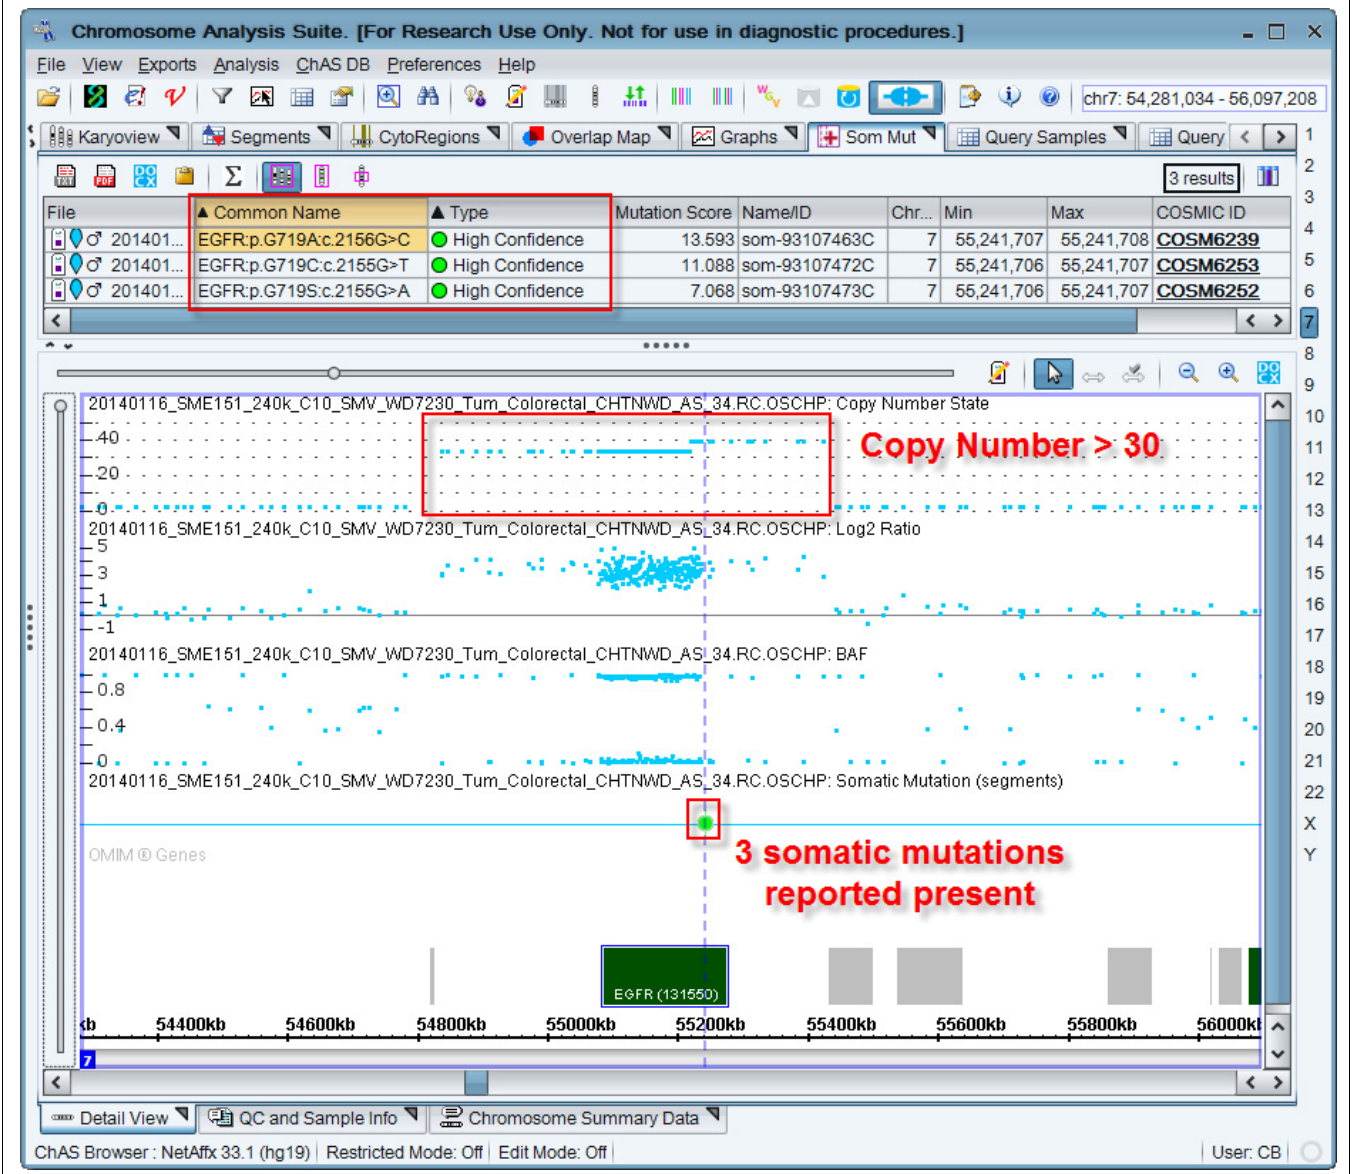 Chromosome Analysis Suite. [For Research Use Only. Not for use in diagnostic procedures.]
File View Exports Analysis ChAS DB Preferences Help
chr7: 54,281,034 - 56,097,208
Karyoview Segments CytoRegions Overlap Map Graphs Som Mut Query Samples Query
3 results
File Common Name Type Mutation Score Name/ID Chr... Min Max COSMIC ID
201401... EGFR:p.G719A:c.2156G>C High Confidence 13.593 som-93107463C 7 55,241,707 55,241,708 COSM6239
201401... EGFR:p.G719C:c.2155G>T High Confidence 11.088 som-93107472C 7 55,241,706 55,241,707 COSM6253
201401... EGFR:p.G719S:c.2155G>A High Confidence 7.068 som-93107473C 7 55,241,706 55,241,707 COSM6252
1
2
3
4
5
6
7
8
9
10
11
12
13
14
15
16
17
18
19
20
21
22
X
Y
20140116_SME151_240k_C10_SMV_WD7230_Tum_Colorectal_CHTNWD_AS_34.RC.OSCHP: Copy Number State
40
20
0
Copy Number > 30
20140116_SME151_240k_C10_SMV_WD7230_Tum_Colorectal_CHTNWD_AS_34.RC.OSCHP: Log2 Ratio
5
3
1
-1
20140116_SME151_240k_C10_SMV_WD7230_Tum_Colorectal_CHTNWD_AS_34.RC.OSCHP: BAF
0.8
0.4
0
20140116_SME151_240k_C10_SMV_WD7230_Tum_Colorectal_CHTNWD_AS_34.RC.OSCHP: Somatic Mutation (segments)
3 somatic mutations
reported present
OMIM ® Genes
EGFR (131550)
kb 54400kb 54600kb 54800kb 55000kb 55200kb 55400kb 55600kb 55800kb 56000kb
7
Detail View QC and Sample Info Chromosome Summary Data
ChAS Browser : NetAffx 33.1 (hg19) Restricted Mode: Off Edit Mode: Off User: CB